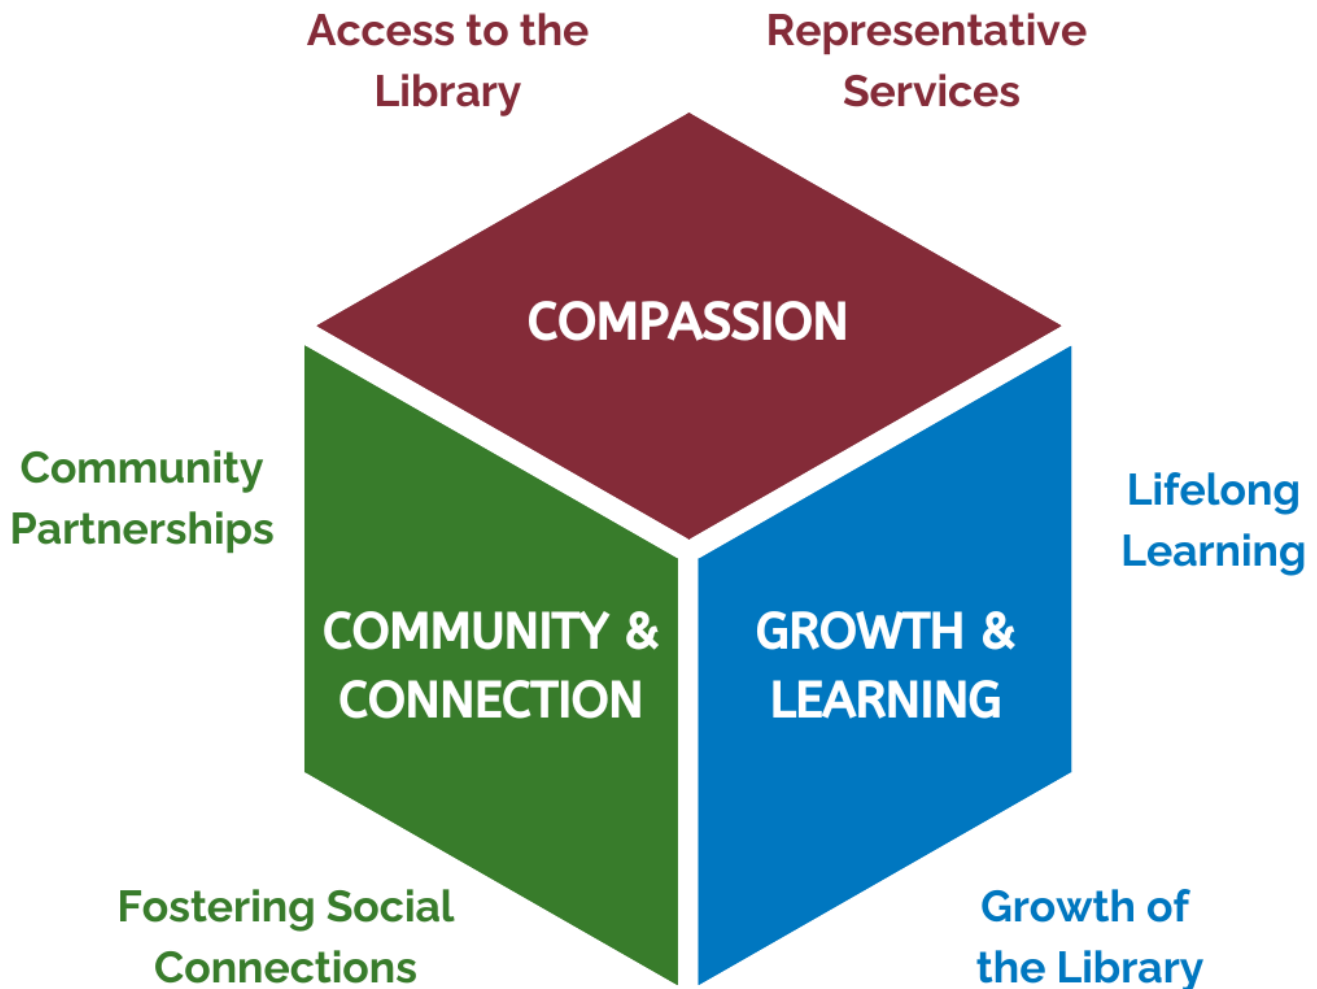 Access to the
Library
Representative
Services
COMPASSION
Community
Partnerships
Lifelong
Learning
COMMUNITY &
CONNECTION
GROWTH &
LEARNING
Fostering Social
Connections
Growth of
the Library